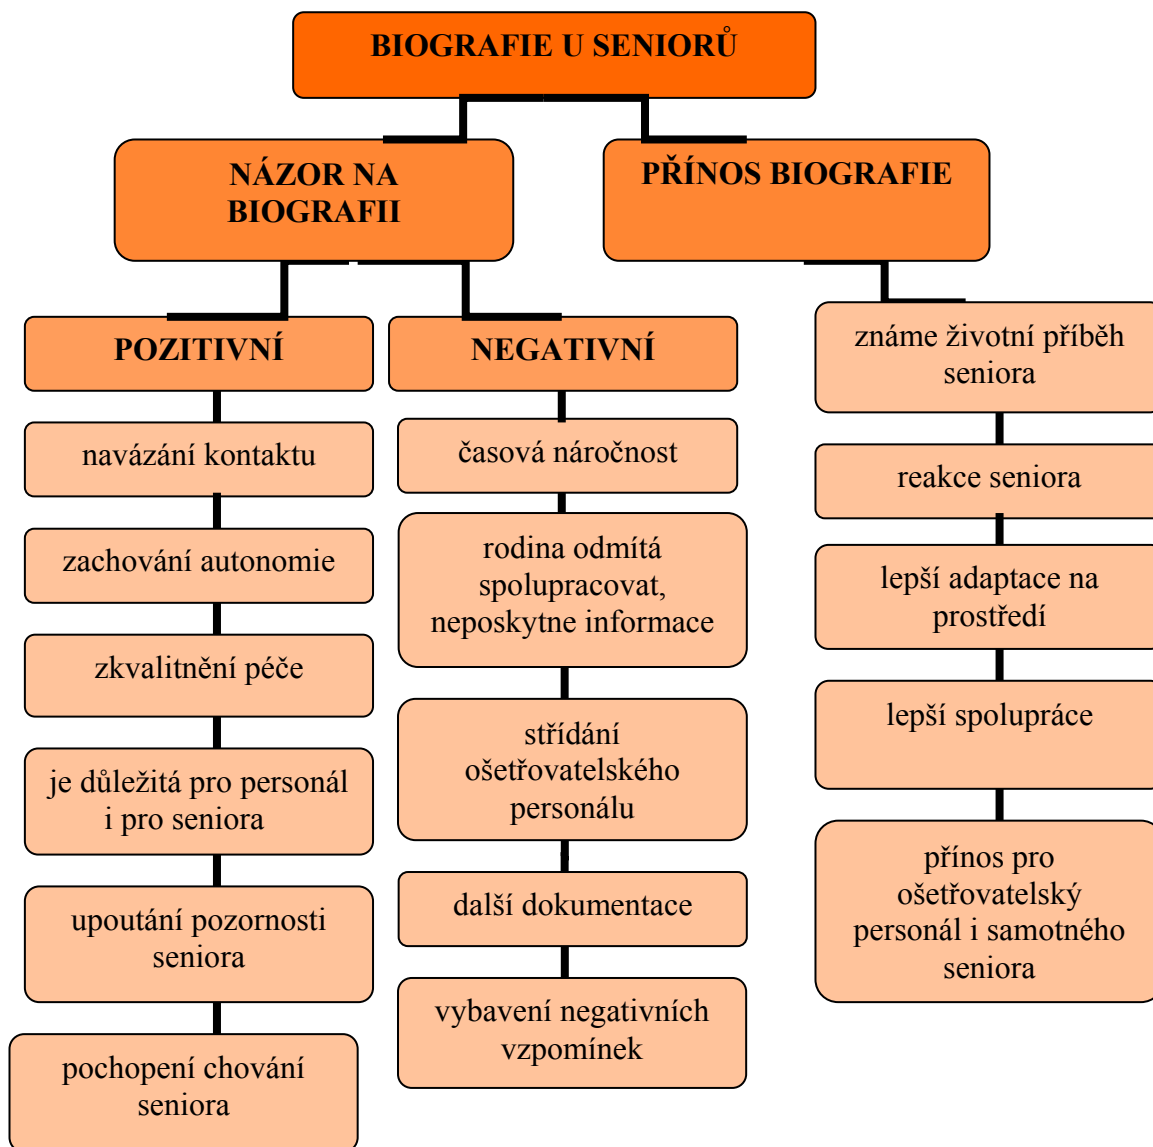 BIOGRAFIE U SENIORŮ
NÁZOR NA
BIOGRAFII
PŘÍNOS BIOGRAFIE
POZITIVNÍ
navázání kontaktu
zachování autonomie
zkvalitnění péče
je důležitá pro personál
i pro seniora
upoutání pozornosti
seniora
pochopení chování
seniora
NEGATIVNÍ
časová náročnost
rodina odmítá
spolupracovat,
neposkytne informace
střídání
ošetřovatelského
personálu
další dokumentace
vybavení negativních
vzpomínek
známe životní příběh
seniora
reakce seniora
lepší adaptace na
prostředí
lepší spolupráce
přínos pro
ošetřovatelský
personál i samotného
seniora